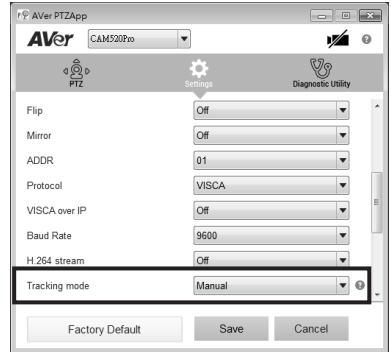 AVer PTZApp
AVer CAM520Pro
PTZ Settings Diagnostic Utility
Flip Off
Mirror Off
ADDR 01
Protocol VISCA
VISCA over IP Off
Baud Rate 9600
H.264 stream Off
Tracking mode Manual
Factory Default Save Cancel